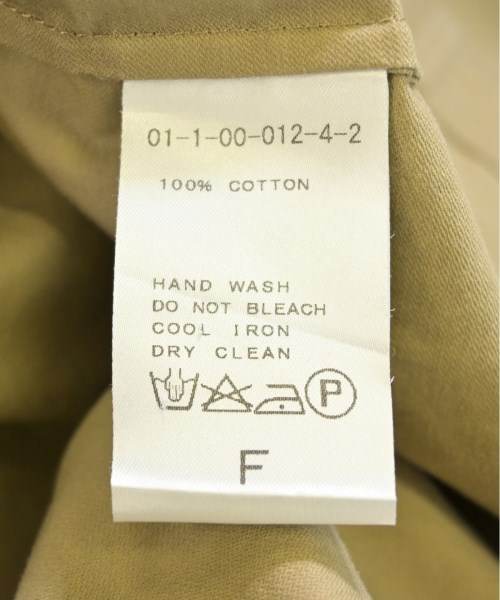 01-1-00-012-4-2
100% COTTON
HAND WASH
DO NOT BLEACH
COOL IRON
DRY CLEAN
P
F